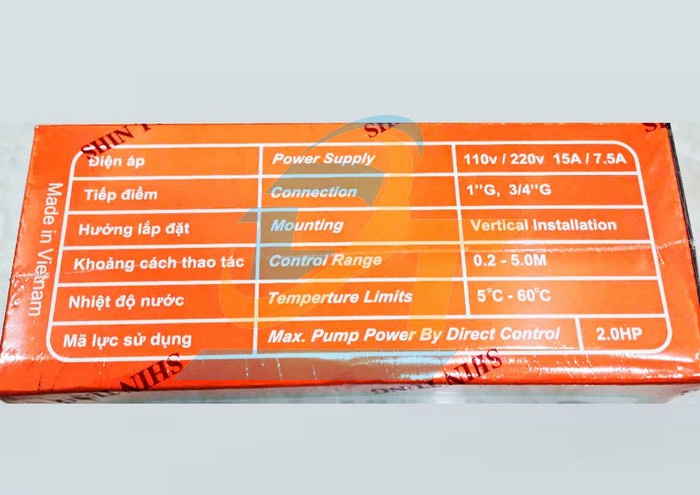 SHIN
SH
Điện áp Power Supply 110v / 220v 15A / 7.5A
Tiếp điểm Connection 1''G, 3/4''G
Hướng lắp đặt Mounting Vertical Installation
Khoảng cách thao tác Control Range 0.2 - 5.0M
Nhiệt độ nước Temperture Limits 5°C - 60°C
Mã lực sử dụng Max. Pump Power By Direct Control 2.0HP
Made in Vietnam
SHIN
SHIN